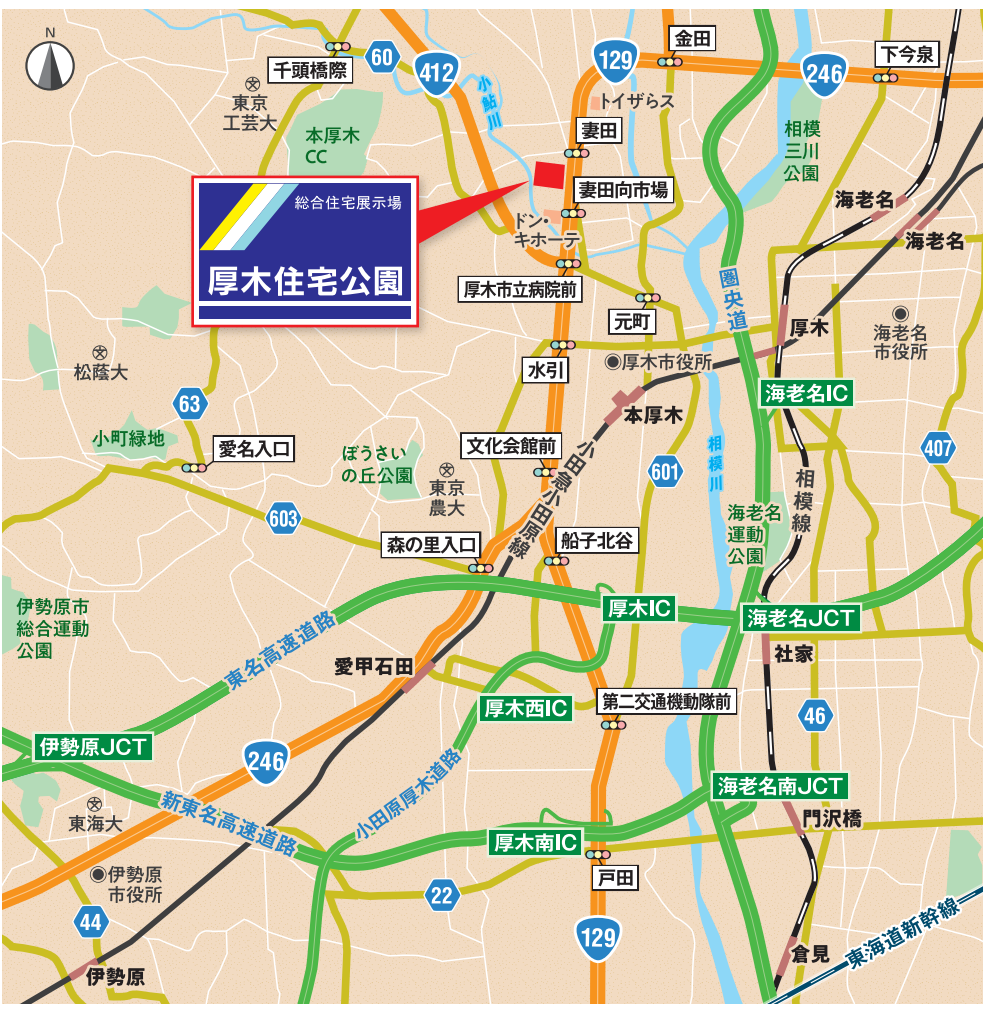 N
千頭橋際
60
412
129
金田
246
下今泉
東京
工芸大
小鮎川
トイザらス
本厚木
CC
妻田
相模
三川
公園
総合住宅展示場
厚木住宅公園
妻田向市場
海老名
海老名
ドン・
キホーテ
厚木市立病院前
圏央道
元町
厚木
海老名
市役所
松蔭大
水引
厚木市役所
海老名IC
63
本厚木
小町緑地
愛名入口
ぼうさい
の丘公園
文化会館前
小田急小田原線
601
相模川
407
東京
農大
相模線
603
海老名
運動
公園
森の里入口
船子北谷
伊勢原市
総合運動
公園
東名高速道路
厚木IC
海老名JCT
愛甲石田
社家
厚木西IC
第二交通機動隊前
46
伊勢原JCT
246
小田原厚木道路
海老名南JCT
東海大
新東名高速道路
厚木南IC
門沢橋
伊勢原
市役所
戸田
22
44
129
倉見
東海道新幹線
伊勢原